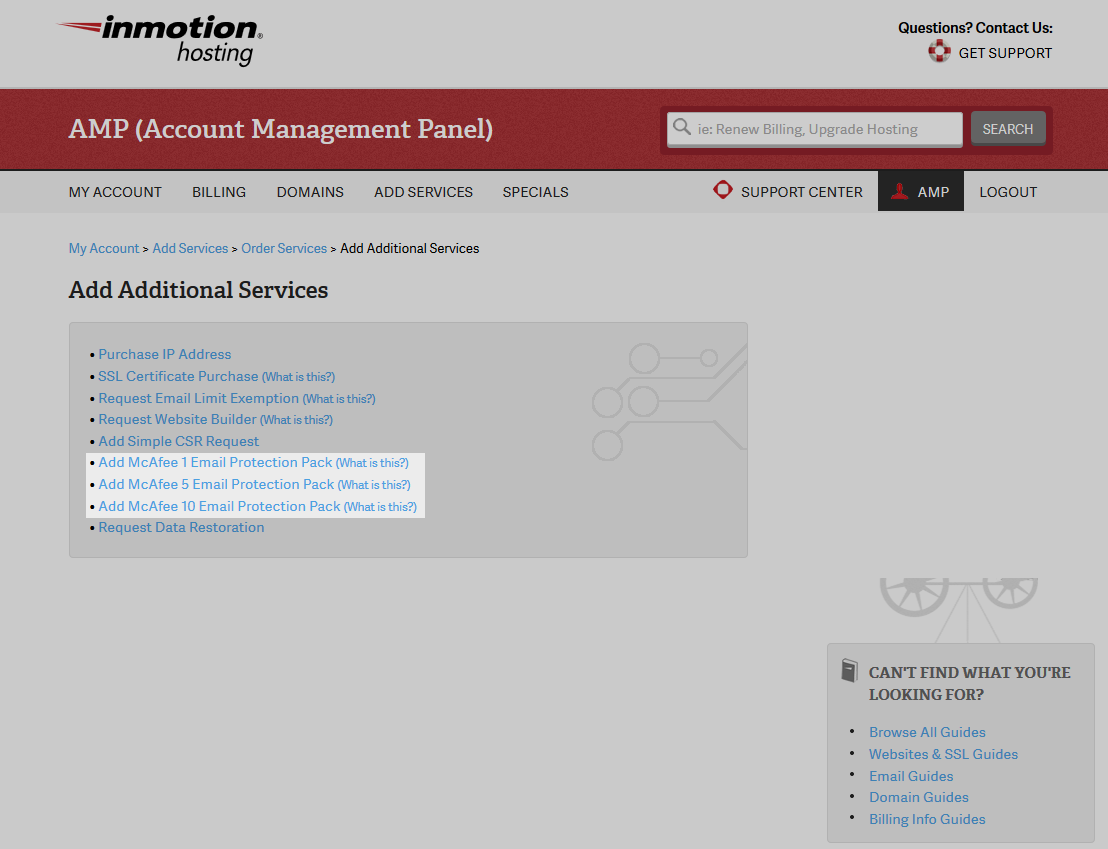 inmotion®
hosting
Questions? Contact Us:
GET SUPPORT
AMP (Account Management Panel)
ie: Renew Billing, Upgrade Hosting
SEARCH
MY ACCOUNT BILLING DOMAINS ADD SERVICES SPECIALS SUPPORT CENTER AMP LOGOUT
My Account > Add Services > Order Services > Add Additional Services
Add Additional Services
• Purchase IP Address
• SSL Certificate Purchase (What is this?)
• Request Email Limit Exemption (What is this?)
• Request Website Builder (What is this?)
• Add Simple CSR Request
• Add McAfee 1 Email Protection Pack (What is this?)
• Add McAfee 5 Email Protection Pack (What is this?)
• Add McAfee 10 Email Protection Pack (What is this?)
• Request Data Restoration
CAN'T FIND WHAT YOU'RE
LOOKING FOR?
• Browse All Guides
• Websites & SSL Guides
• Email Guides
• Domain Guides
• Billing Info Guides